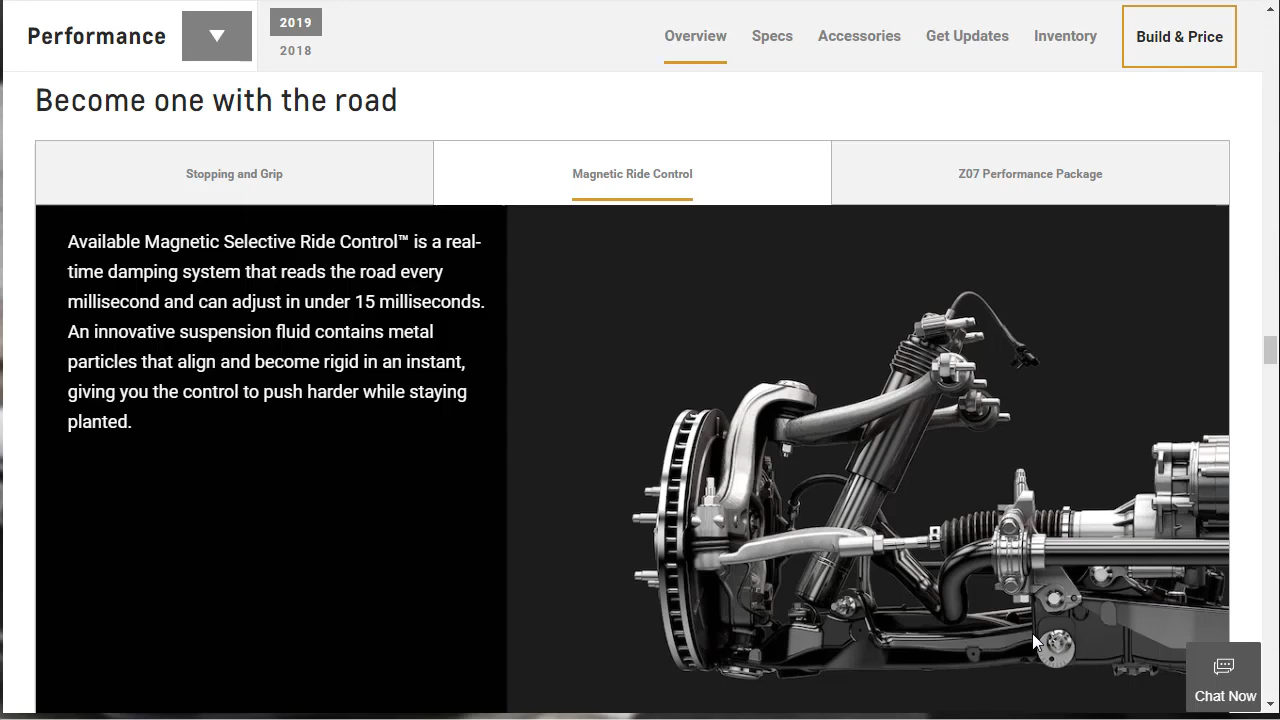 Performance
2019
2018
Overview
Specs
Accessories
Get Updates
Inventory
Build & Price
Become one with the road
Stopping and Grip
Magnetic Ride Control
Z07 Performance Package
Available Magnetic Selective Ride Control™ is a real-
time damping system that reads the road every
millisecond and can adjust in under 15 milliseconds.
An innovative suspension fluid contains metal
particles that align and become rigid in an instant,
giving you the control to push harder while staying
planted.
Chat Now